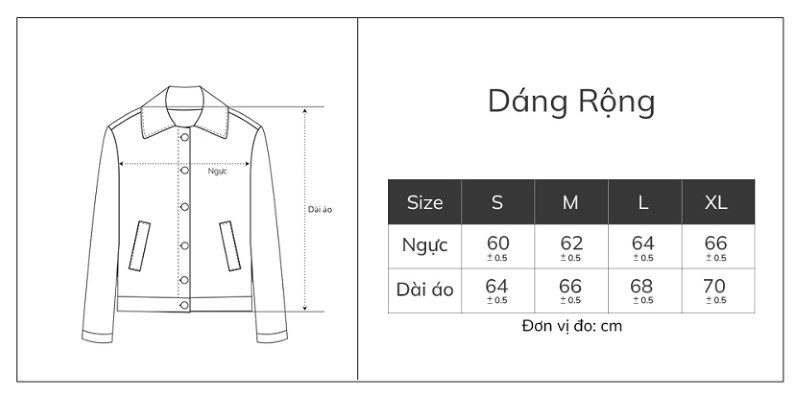 Ngực
Dài áo
Dáng Rộng
Size S M L XL
Ngực 60 ± 0.5 62 ± 0.5 64 ± 0.5 66 ± 0.5
Dài áo 64 ± 0.5 66 ± 0.5 68 ± 0.5 70 ± 0.5
Đơn vị đo: cm